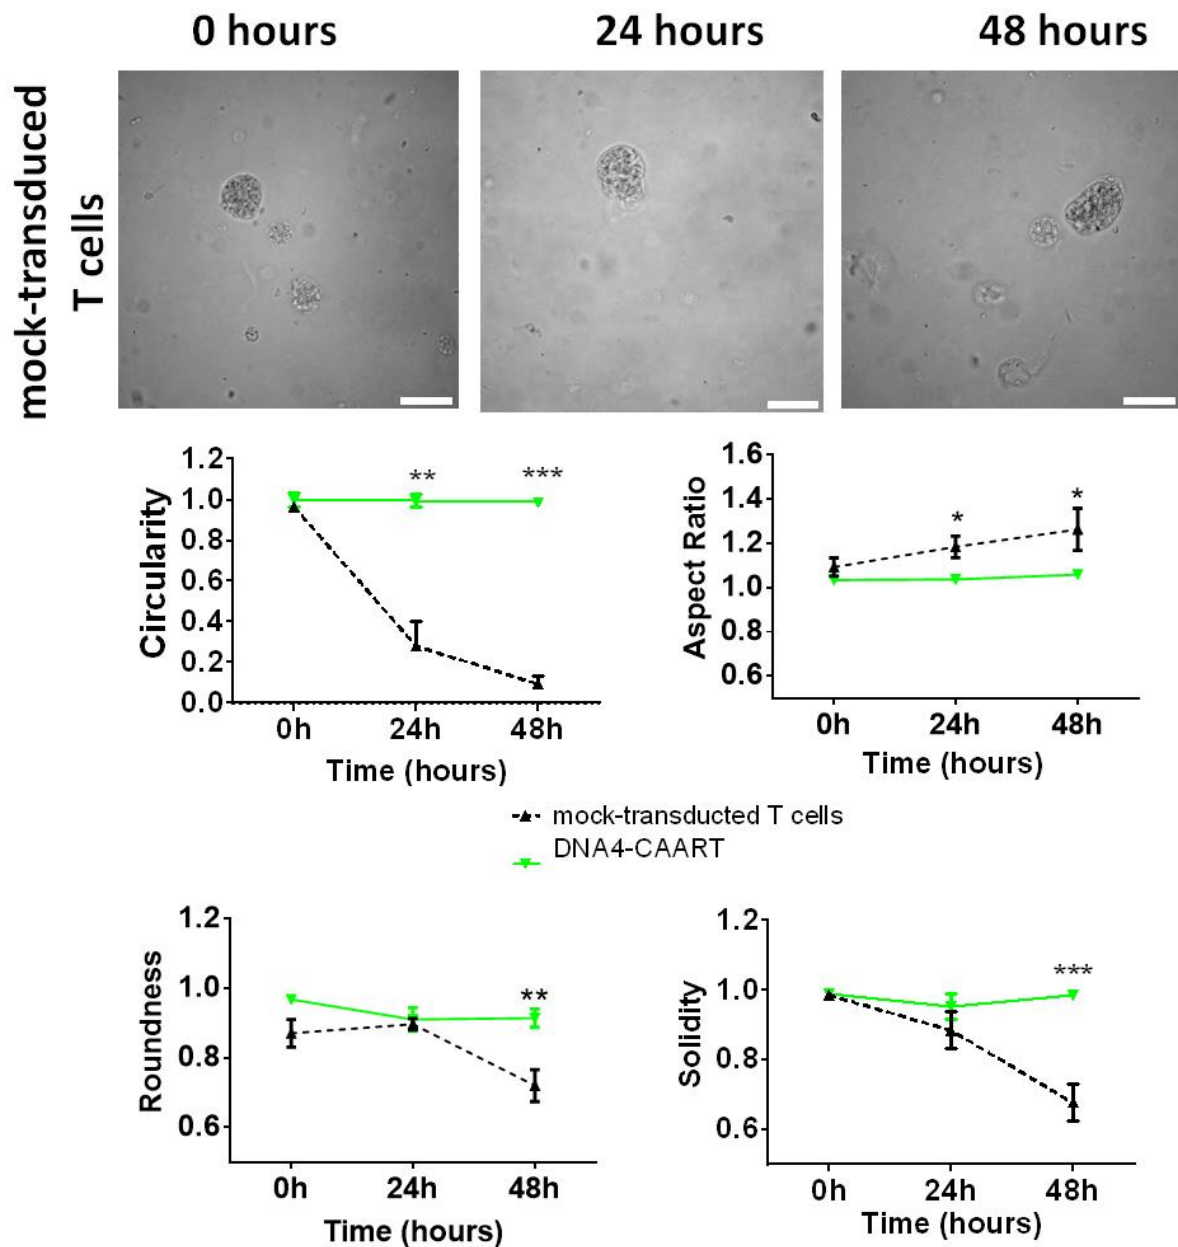 0 hours
24 hours
48 hours
mock-transduced
T cells
Circularity
1.2
1.0
0.8
0.6
0.4
0.2
0.0
**
***
0h
24h
48h
Time (hours)
Aspect Ratio
1.6
1.4
1.2
1.0
0.8
0.6
*
*
0h
24h
48h
Time (hours)
mock-transducted T cells
DNA4-CAART
Roundness
1.2
1.0
0.8
0.6
**
0h
24h
48h
Time (hours)
Solidity
1.2
1.0
0.8
0.6
***
0h
24h
48h
Time (hours)